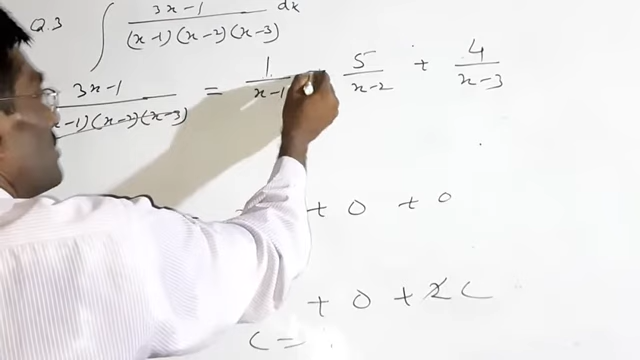 Q.3 ∫ 3x-1 / (x-1)(x-2)(x-3) dx
3x-1 / x-1)(x-2)(x-3) = 1 / x-1 5 / x-2 + 4 / x-3
+ 0 + 0
+ 0 + 2C
C =